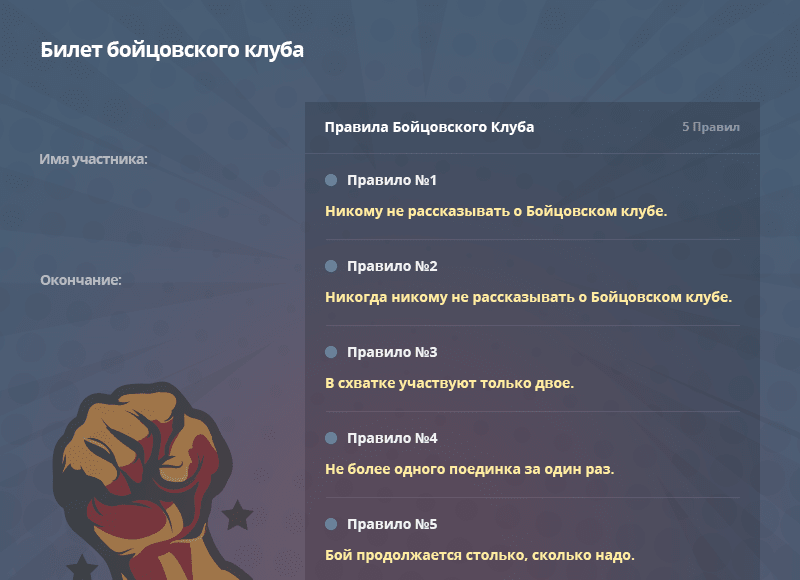 Билет бойцовского клуба
Имя участника:
Окончание:
Правила Бойцовского Клуба
5 Правил
Правило №1
Никому не рассказывать о Бойцовском клубе.
Правило №2
Никогда никому не рассказывать о Бойцовском клубе.
Правило №3
В схватке участвуют только двое.
Правило №4
Не более одного поединка за один раз.
Правило №5
Бой продолжается столько, сколько надо.